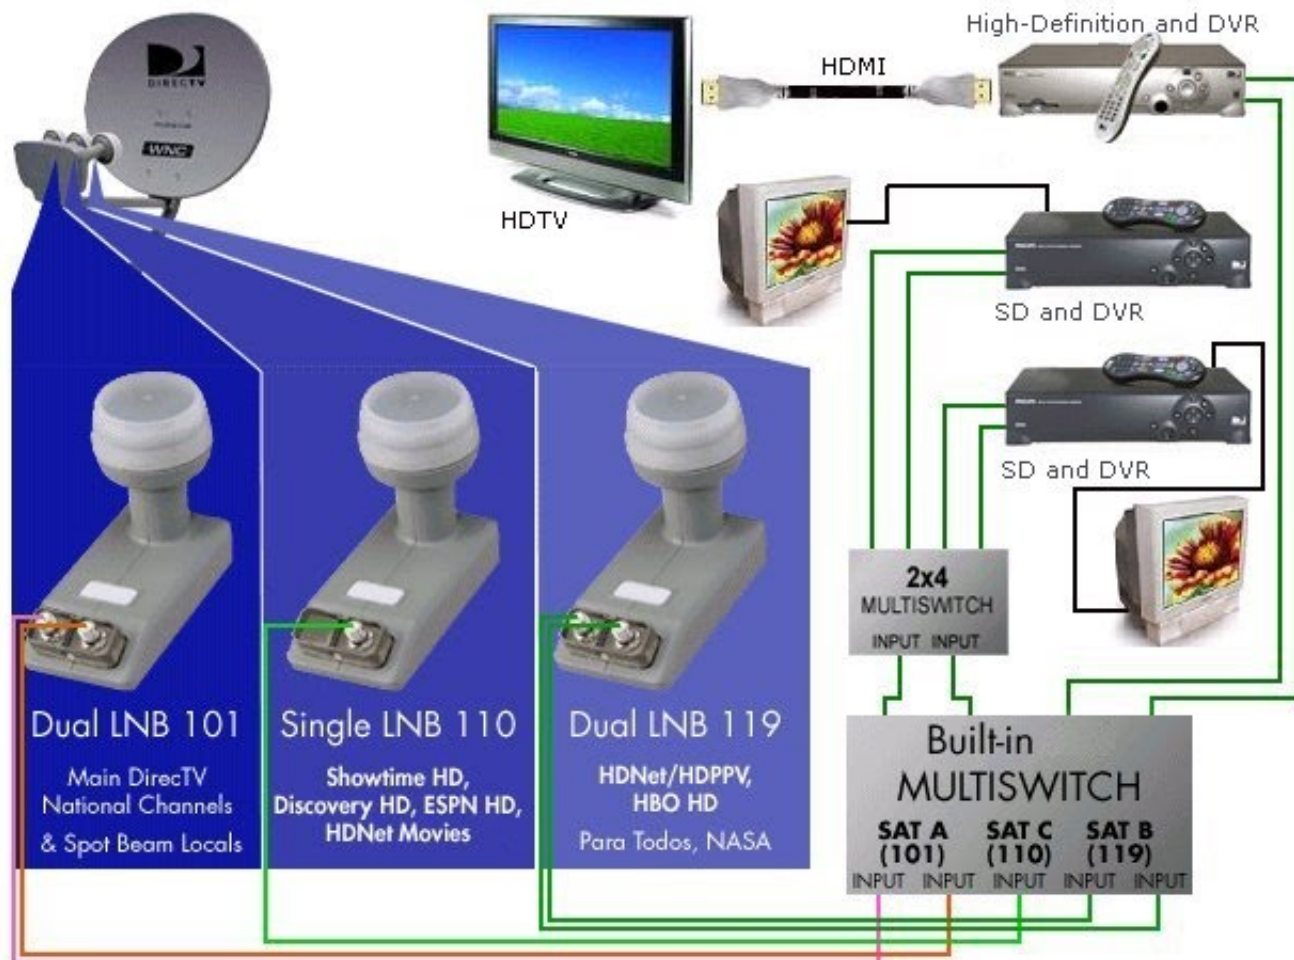 DIRECTV
WNC
HDTV
HDMI
High-Definition and DVR
SD and DVR
SD and DVR
2x4
MULTISWITCH
INPUT INPUT
Dual LNB 101
Main DirecTV
National Channels
& Spot Beam Locals
Single LNB 110
Showtime HD,
Discovery HD, ESPN HD,
HDNet Movies
Dual LNB 119
HDNet/HDPPV,
HBO HD
Para Todos, NASA
Built-in
MULTISWITCH
SAT A SAT C SAT B
(101) (110) (119)
INPUT INPUT INPUT INPUT INPUT